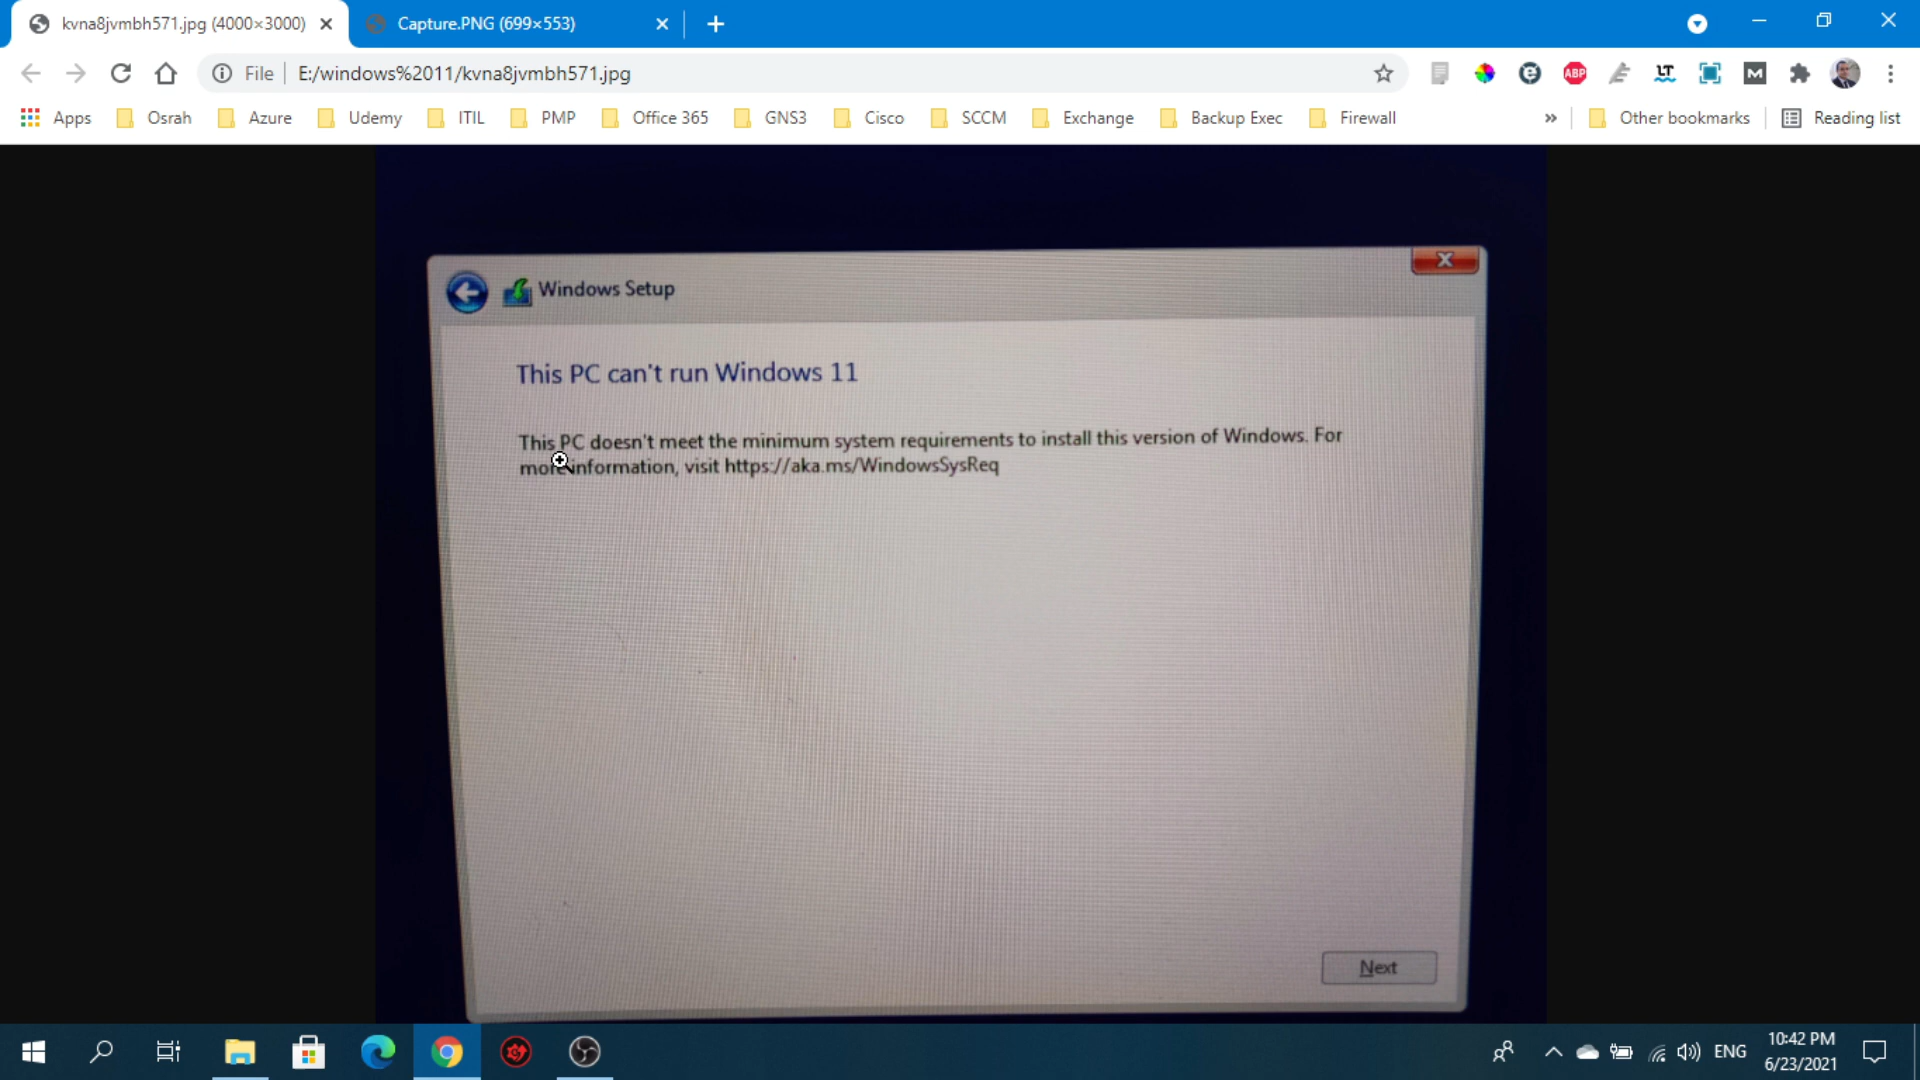 kvna8jvmbh571.jpg (4000×3000)
Capture.PNG (699×553)
File
E:/windows%2011/kvna8jvmbh571.jpg
ABP
LT
M
Apps
Osrah
Azure
Udemy
ITIL
PMP
Office 365
GNS3
Cisco
SCCM
Exchange
Backup Exec
Firewall
»
Other bookmarks
Reading list
Windows Setup
This PC can't run Windows 11
This PC doesn't meet the minimum system requirements to install this version of Windows. For
more information, visit https://aka.ms/WindowsSysReq
Next
ENG
10:42 PM
6/23/2021